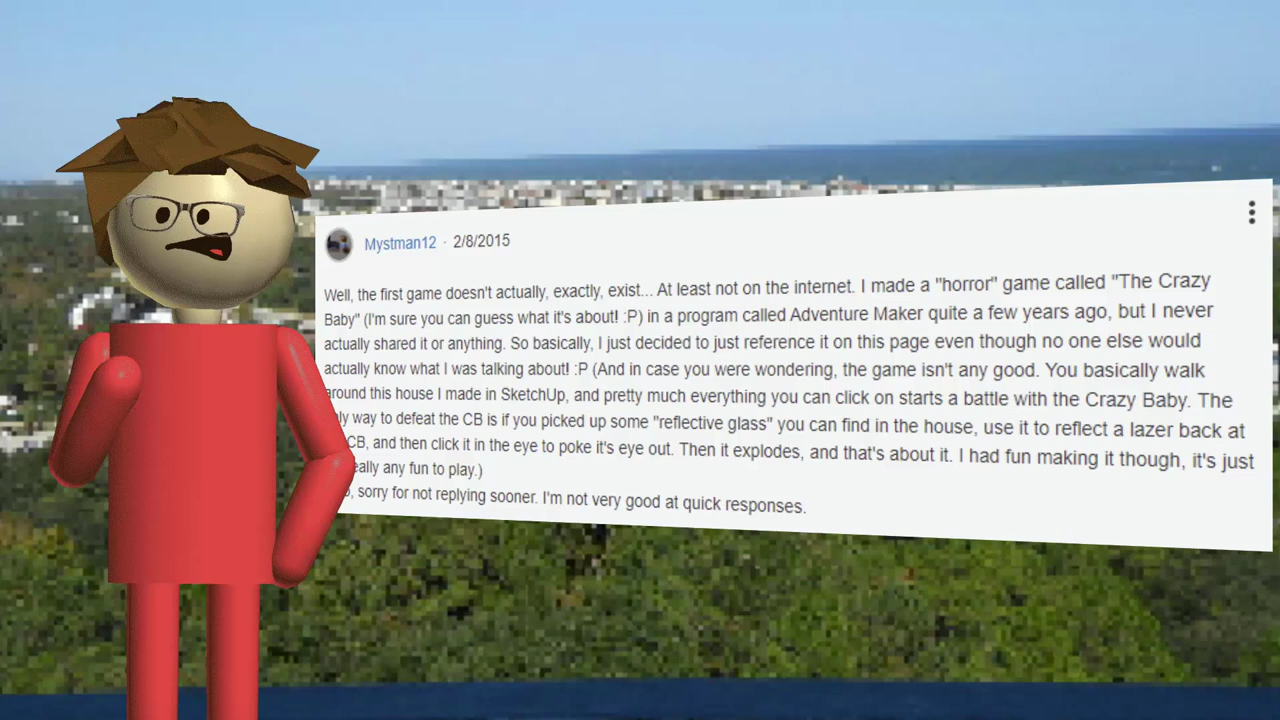 Mystman12 · 2/8/2015
Well, the first game doesn't actually, exactly, exist... At least not on the internet. I made a "horror" game called "The Crazy
Baby" (I'm sure you can guess what it's about! :P) in a program called Adventure Maker quite a few years ago, but I never
actually shared it or anything. So basically, I just decided to just reference it on this page even though no one else would
actually know what I was talking about! :P (And in case you were wondering, the game isn't any good. You basically walk
around this house I made in SketchUp, and pretty much everything you can click on starts a battle with the Crazy Baby. The
way to defeat the CB is if you picked up some "reflective glass" you can find in the house, use it to reflect a lazer back at
CB, and then click it in the eye to poke it's eye out. Then it explodes, and that's about it. I had fun making it though, it's just
any fun to play.)
sorry for not replying sooner. I'm not very good at quick responses.